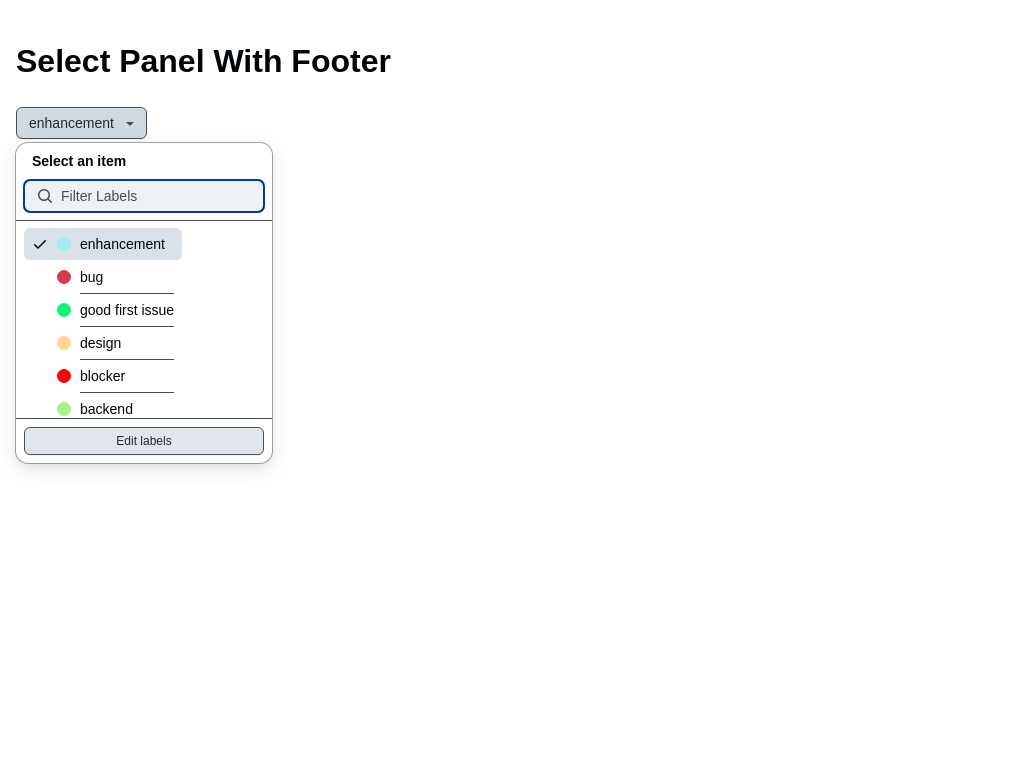 Select Panel With Footer
enhancement
Select an item
Filter Labels
enhancement
bug
good first issue
design
blocker
backend
Edit labels